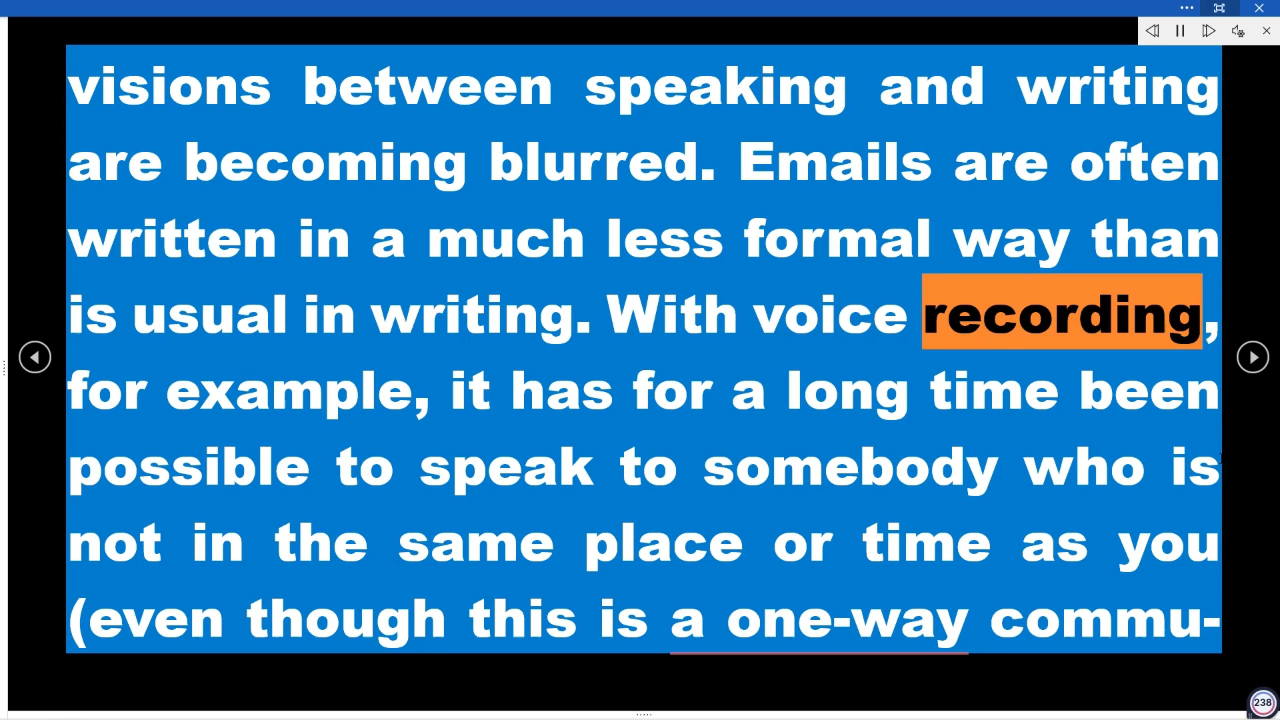 visions between speaking and writing
are becoming blurred. Emails are often
written in a much less formal way than
is usual in writing. With voice recording,
for example, it has for a long time been
possible to speak to somebody who is
not in the same place or time as you
(even though this is a one-way commu-
238